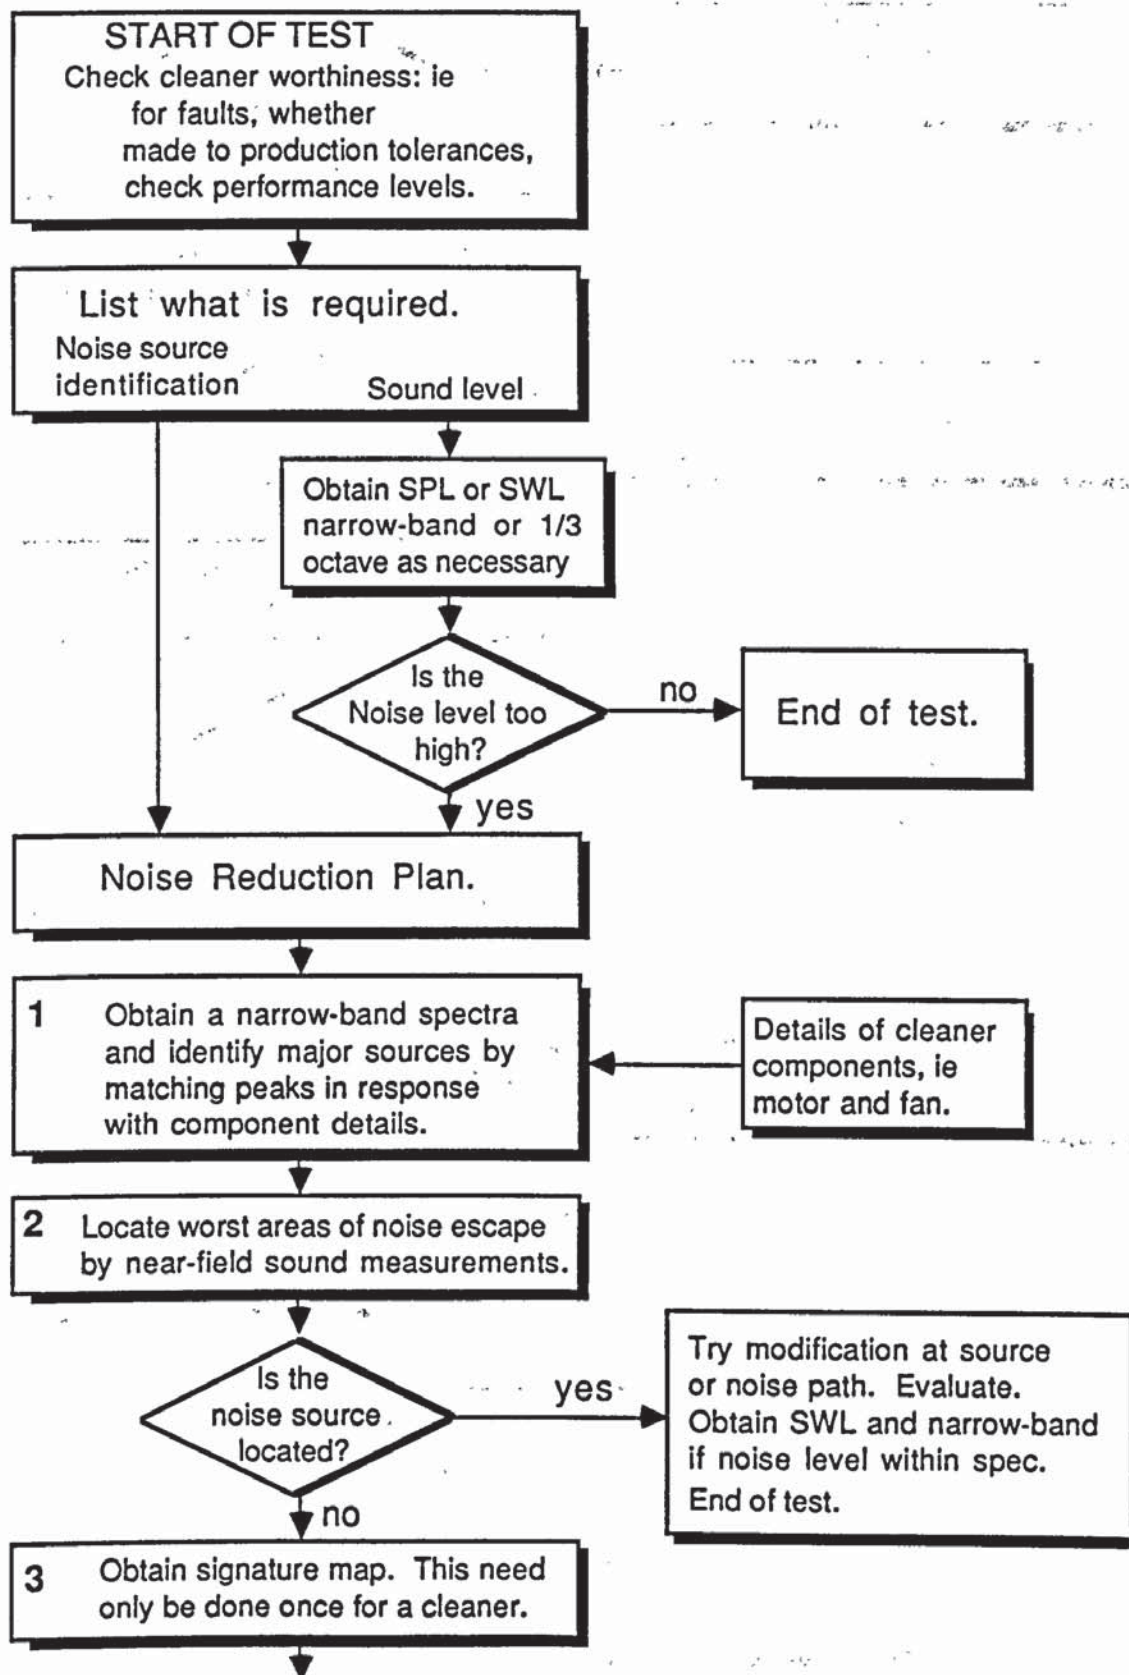 START OF TEST
Check cleaner worthiness: ie
for faults, whether
made to production tolerances,
check performance levels.
List what is required.
Noise source
identification
Sound level
Obtain SPL or SWL
narrow-band or 1/3
octave as necessary
Is the
Noise level too
high?
no
End of test.
yes
Noise Reduction Plan.
1 Obtain a narrow-band spectra
and identify major sources by
matching peaks in response
with component details.
Details of cleaner
components, ie
motor and fan.
2 Locate worst areas of noise escape
by near-field sound measurements.
Is the
noise source
located?
yes
Try modification at source
or noise path. Evaluate.
Obtain SWL and narrow-band
if noise level within spec.
End of test.
no
3 Obtain signature map. This need
only be done once for a cleaner.